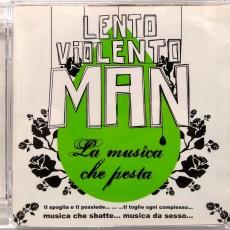 LENTO
ViOLENTO
MAN
La musica
che pesta
ti spoglia e ti possiede... ...ti toglie ogni complesso...
musica che sbatte... musica da sesso...